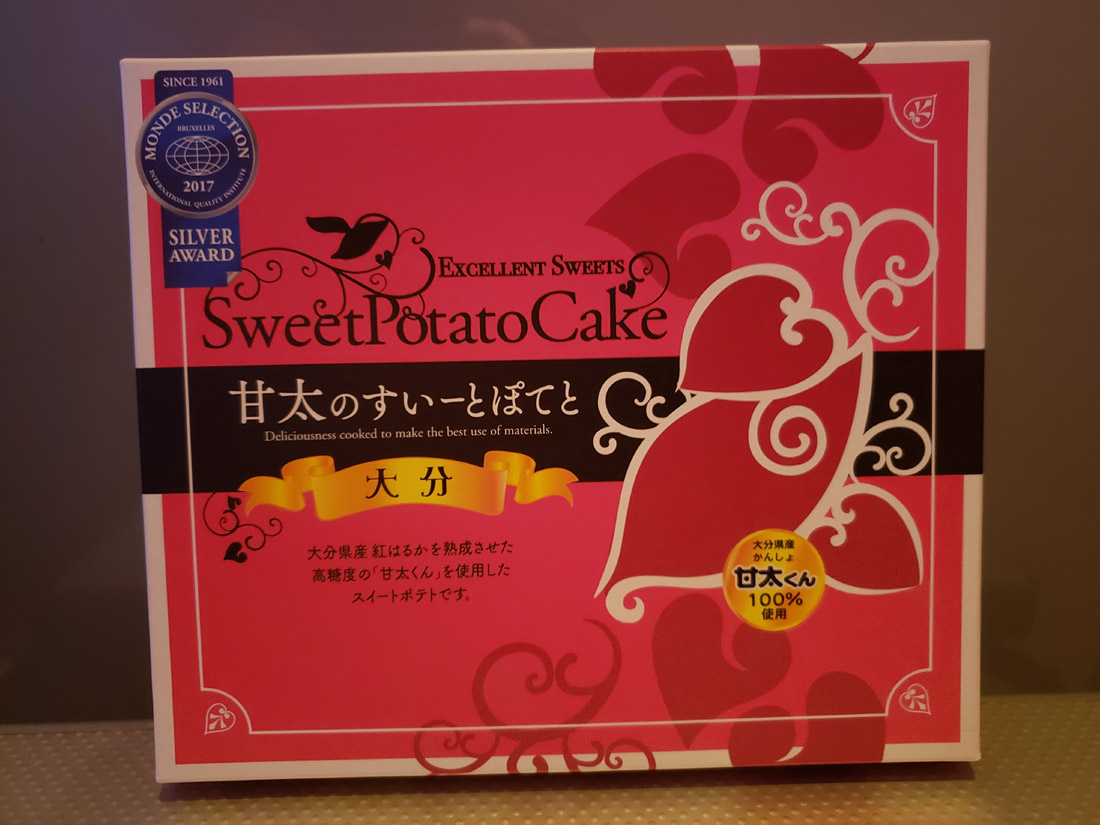 SINCE 1961
MONDE SELECTION
BRUXELLES
2017
INTERNATIONAL QUALITY INSTITUTE
SILVER
AWARD
EXCELLENT SWEETS
SweetPotatoCake
甘太のすいーとぽてと
Deliciousness cooked to make the best use of materials.
大分
大分県産 紅はるかを熟成させた
高糖度の「甘太くん」を使用した
スイートポテトです。
大分県産
かんしょ
甘太くん
100%
使用